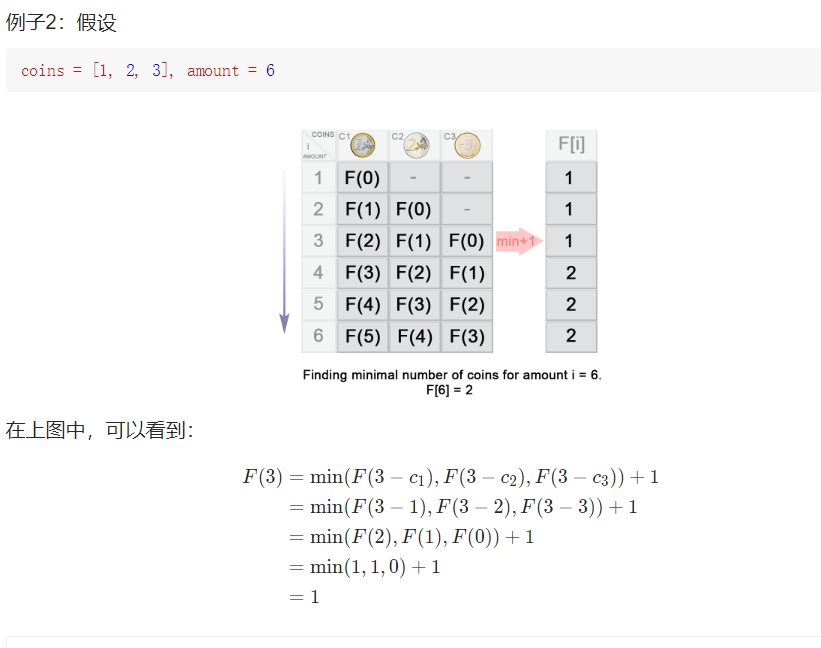 例子2：假设
coins = [1, 2, 3], amount = 6
COINS C1 C2 C3 F[i]
i
AMOUNT
1 F(0) - - 1
2 F(1) F(0) - 1
3 F(2) F(1) F(0) min+1 1
4 F(3) F(2) F(1) 2
5 F(4) F(3) F(2) 2
6 F(5) F(4) F(3) 2
Finding minimal number of coins for amount i = 6.
F[6] = 2
在上图中，可以看到：
F(3) = min(F(3 − c₁), F(3 − c₂), F(3 − c₃)) + 1
= min(F(3 − 1), F(3 − 2), F(3 − 3)) + 1
= min(F(2), F(1), F(0)) + 1
= min(1, 1, 0) + 1
= 1